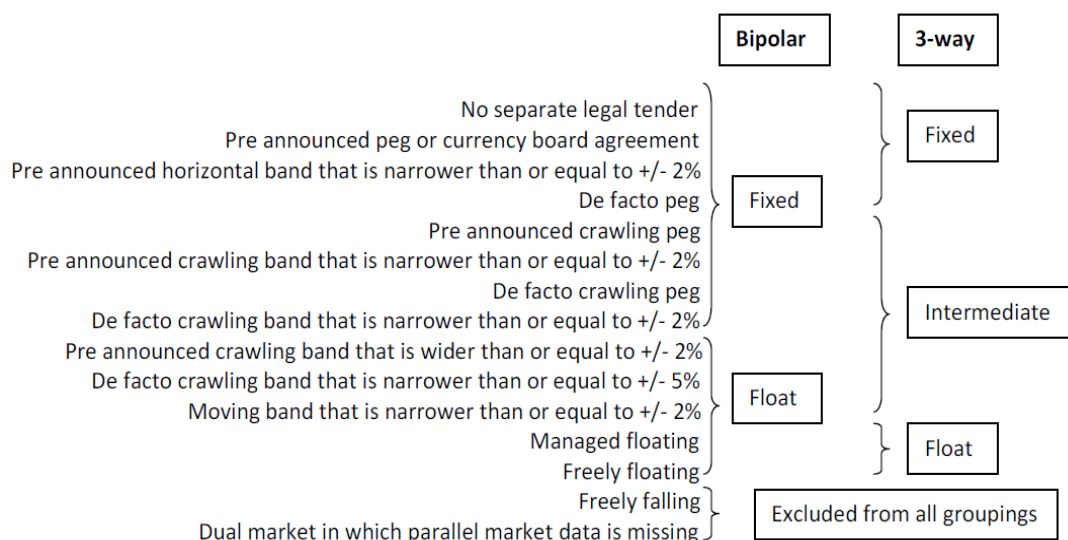 Bipolar
3-way
No separate legal tender
Pre announced peg or currency board agreement
Fixed
Pre announced horizontal band that is narrower than or equal to +/- 2%
De facto peg
Fixed
Pre announced crawling peg
Pre announced crawling band that is narrower than or equal to +/- 2%
De facto crawling peg
Intermediate
De facto crawling band that is narrower than or equal to +/- 2%
Pre announced crawling band that is wider than or equal to +/- 2%
De facto crawling band that is narrower than or equal to +/- 5%
Float
Moving band that is narrower than or equal to +/- 2%
Managed floating
Float
Freely floating
Freely falling
Excluded from all groupings
Dual market in which parallel market data is missing